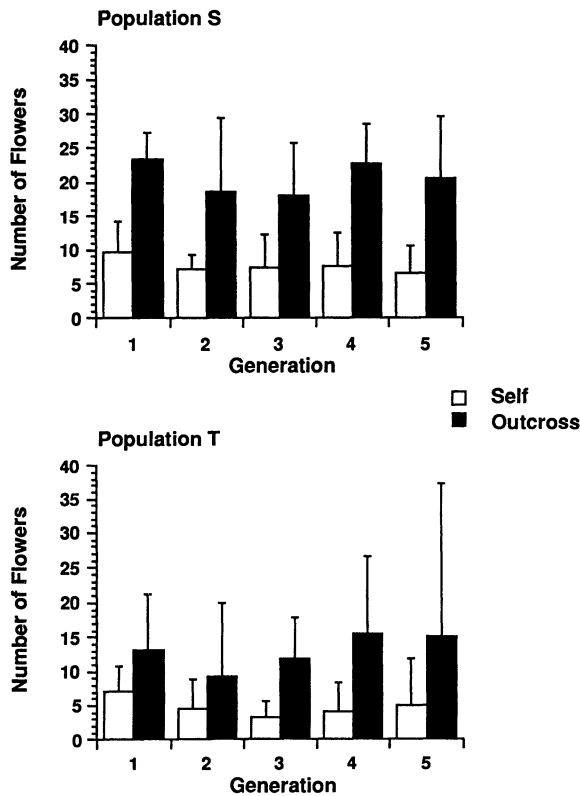 Population S
Number of Flowers
40
35
30
25
20
15
10
5
0
1 2 3 4 5
Generation
Self
Outcross
Population T
Number of Flowers
40
35
30
25
20
15
10
5
0
1 2 3 4 5
Generation